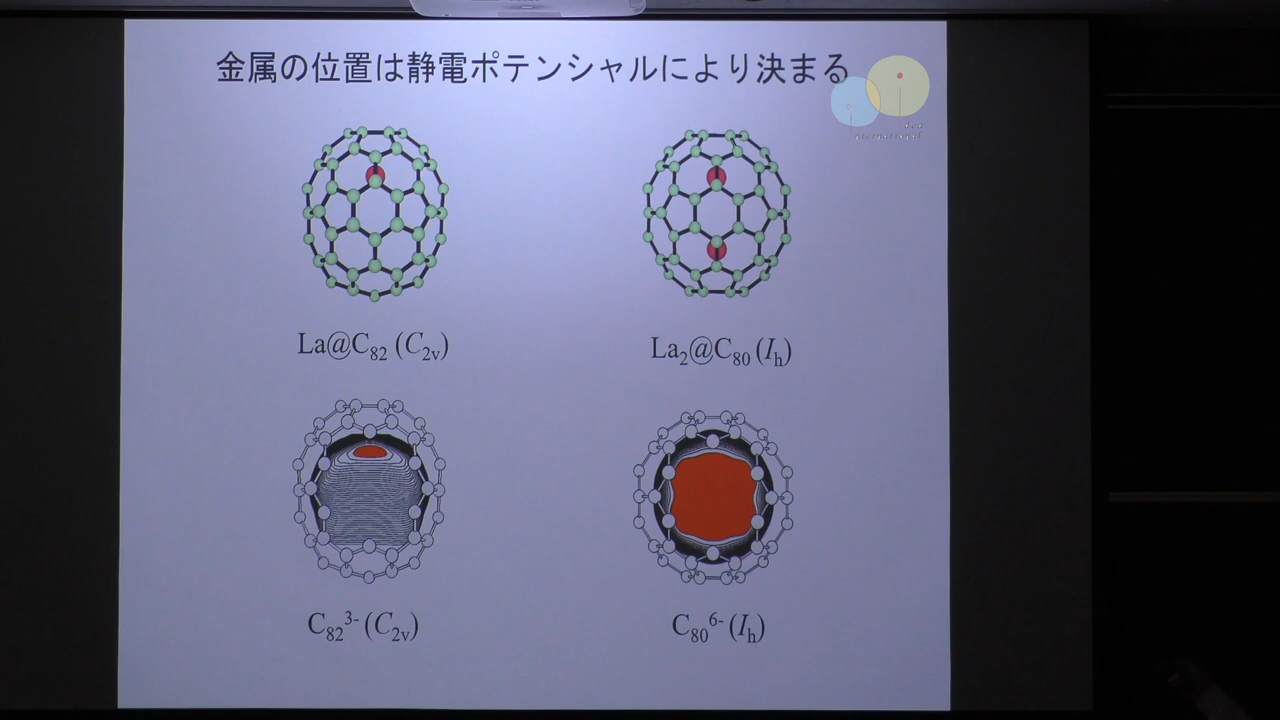 金属の位置は静電ポテンシャルにより決まる
La@C82 (C2v)
La2@C80 (Ih)
C82 3- (C2v)
C80 6- (Ih)